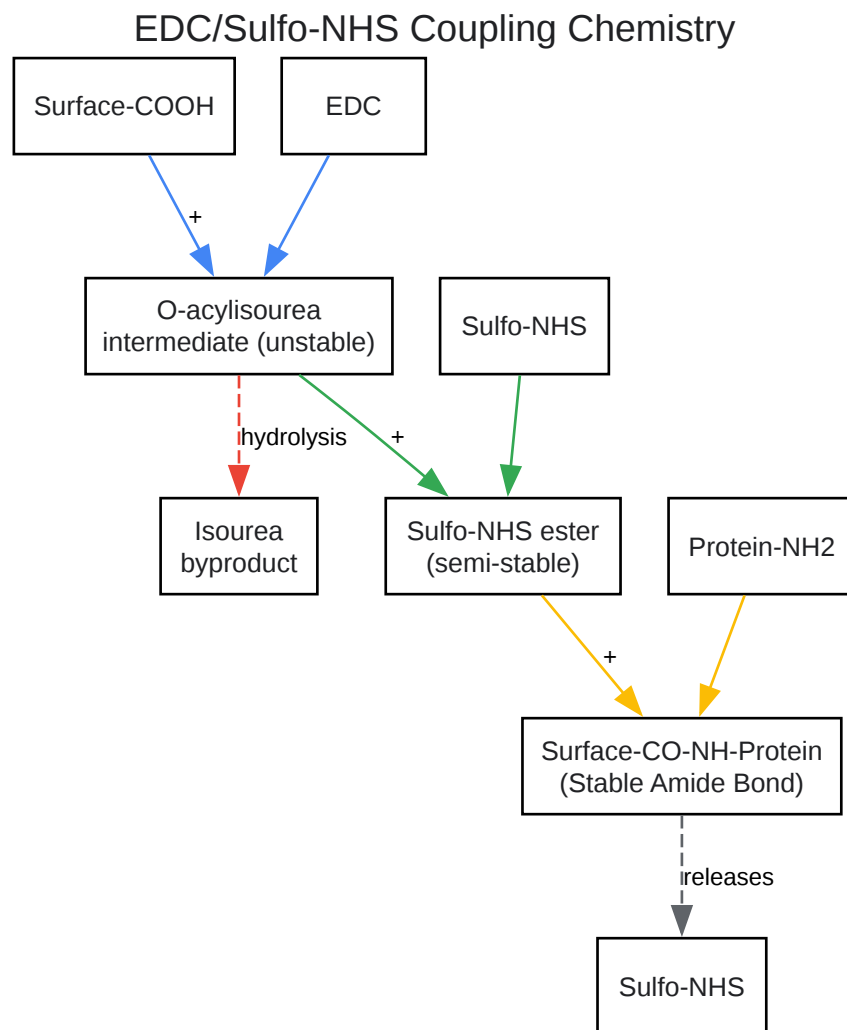 EDC/Sulfo-NHS Coupling Chemistry
Surface-COOH
EDC
+
O-acylisourea
intermediate (unstable)
Sulfo-NHS
hydrolysis
+
Isourea
byproduct
Sulfo-NHS ester
(semi-stable)
Protein-NH2
+
Surface-CO-NH-Protein
(Stable Amide Bond)
releases
Sulfo-NHS